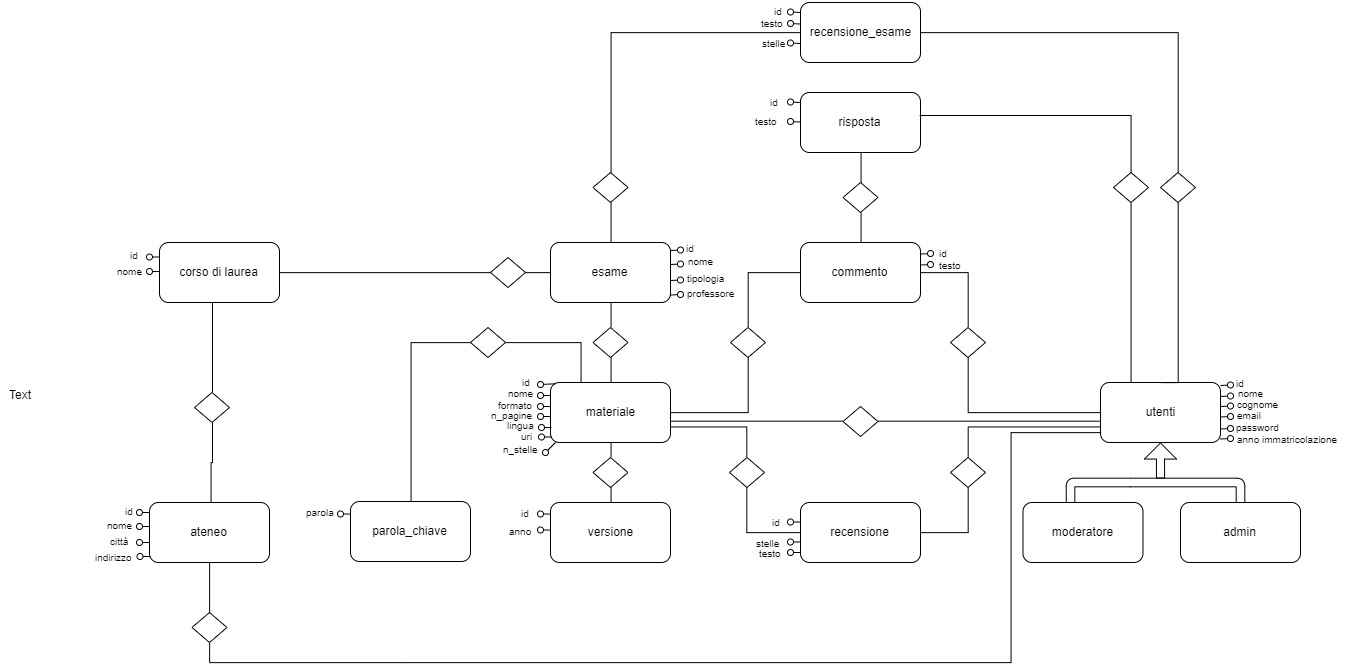 id
testo
stelle
recensione_esame
id
testo
risposta
id
nome
corso di laurea
esame
id
nome
tipologia
professore
commento
id
testo
Text
id
nome
formato
n_pagine
lingua
uri
n_stelle
materiale
utenti
id
nome
cognome
email
password
anno immatricolazione
id
nome
città
indirizzo
ateneo
parola
parola_chiave
id
anno
versione
id
stelle
testo
recensione
moderatore
admin